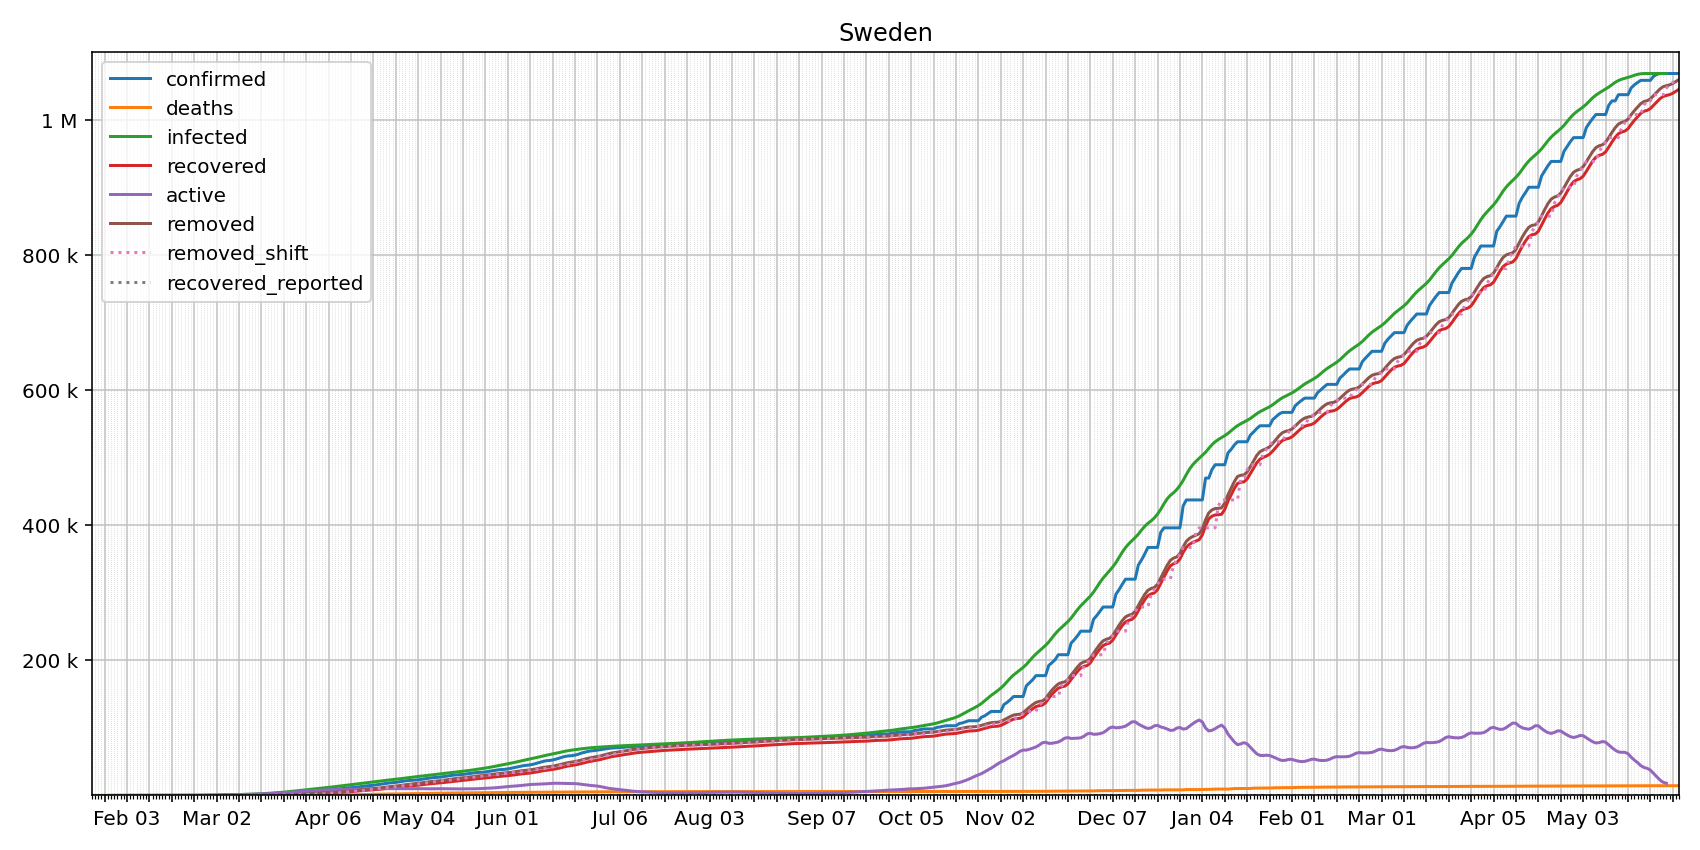 Sweden
confirmed
deaths
infected
recovered
active
removed
removed_shift
recovered_reported
1 M
800 k
600 k
400 k
200 k
Feb 03 Mar 02 Apr 06 May 04 Jun 01 Jul 06 Aug 03 Sep 07 Oct 05 Nov 02 Dec 07 Jan 04 Feb 01 Mar 01 Apr 05 May 03